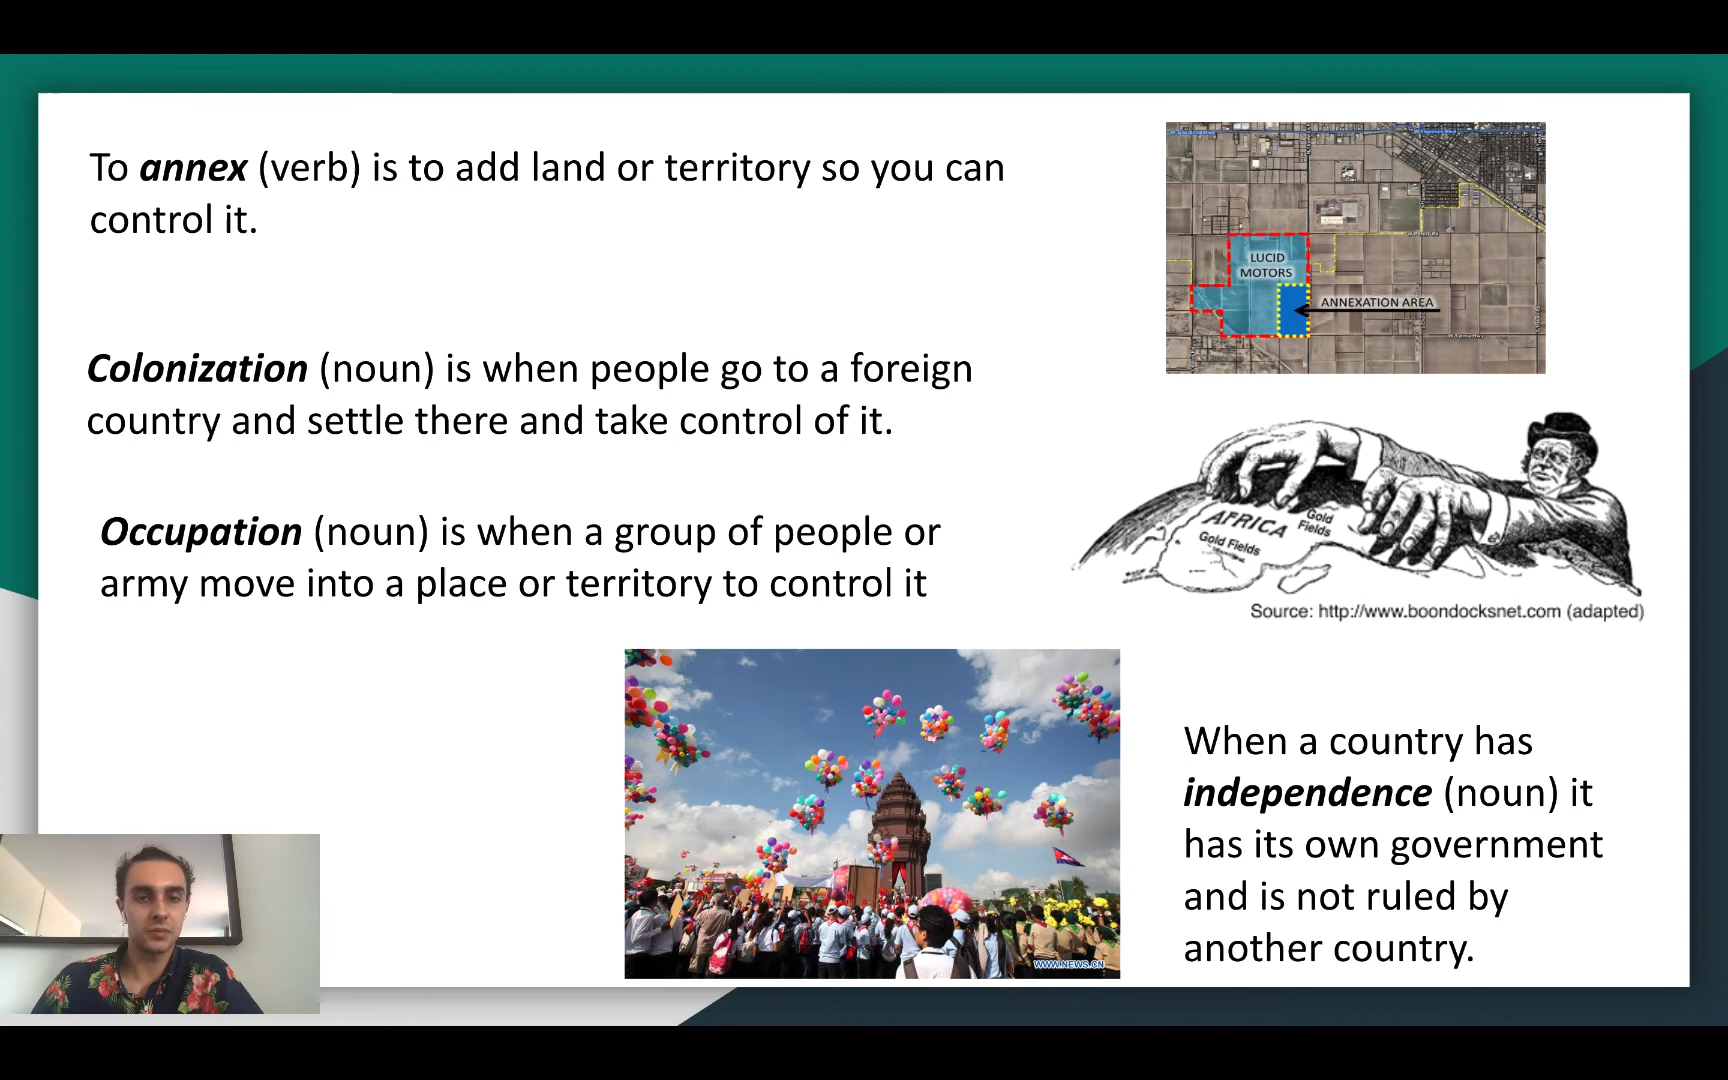 To annex (verb) is to add land or territory so you can
control it.
LUCID
MOTORS
ANNEXATION AREA
Colonization (noun) is when people go to a foreign
country and settle there and take control of it.
AFRICA
Gold
Fields
Gold Fields
Occupation (noun) is when a group of people or
army move into a place or territory to control it
Source: http://www.boondocksnet.com (adapted)
When a country has
independence (noun) it
has its own government
and is not ruled by
another country.
WWW.NEWS.CN